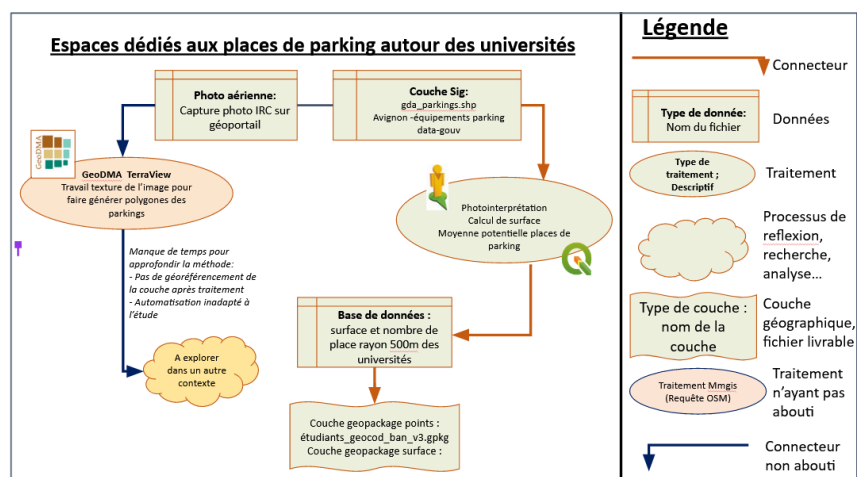 Espaces dédiés aux places de parking autour des universités
Photo aérienne:
Capture photo IRC sur
géoportail
Couche Sig:
gda_parkings.shp
Avignon -équipements parking
data-gouv
GeoDMA
GeoDMA TerraView
Travail texture de l'image pour
faire générer polygones des
parkings
Photointerprétation
Calcul de surface
Moyenne potentielle places de
parking
Manque de temps pour
approfondir la méthode:
- Pas de géoréférencement de
la couche après traitement
- Automatisation inadapté à
l'étude
Base de données :
surface et nombre de
place rayon 500m des
universités
A explorer
dans un autre
contexte
Couche geopackage points :
étudiants_geocod_ban_v3.gpkg
Couche geopackage surface :
Légende
Connecteur
Type de donnée:
Nom du fichier
Données
Type de
traitement ;
Descriptif
Traitement
Processus de
reflexion,
recherche,
analyse...
Type de couche :
nom de la
couche
Couche
géographique,
fichier livrable
Traitement Mmgis
(Requête OSM)
Traitement
n'ayant pas
abouti
Connecteur
non abouti